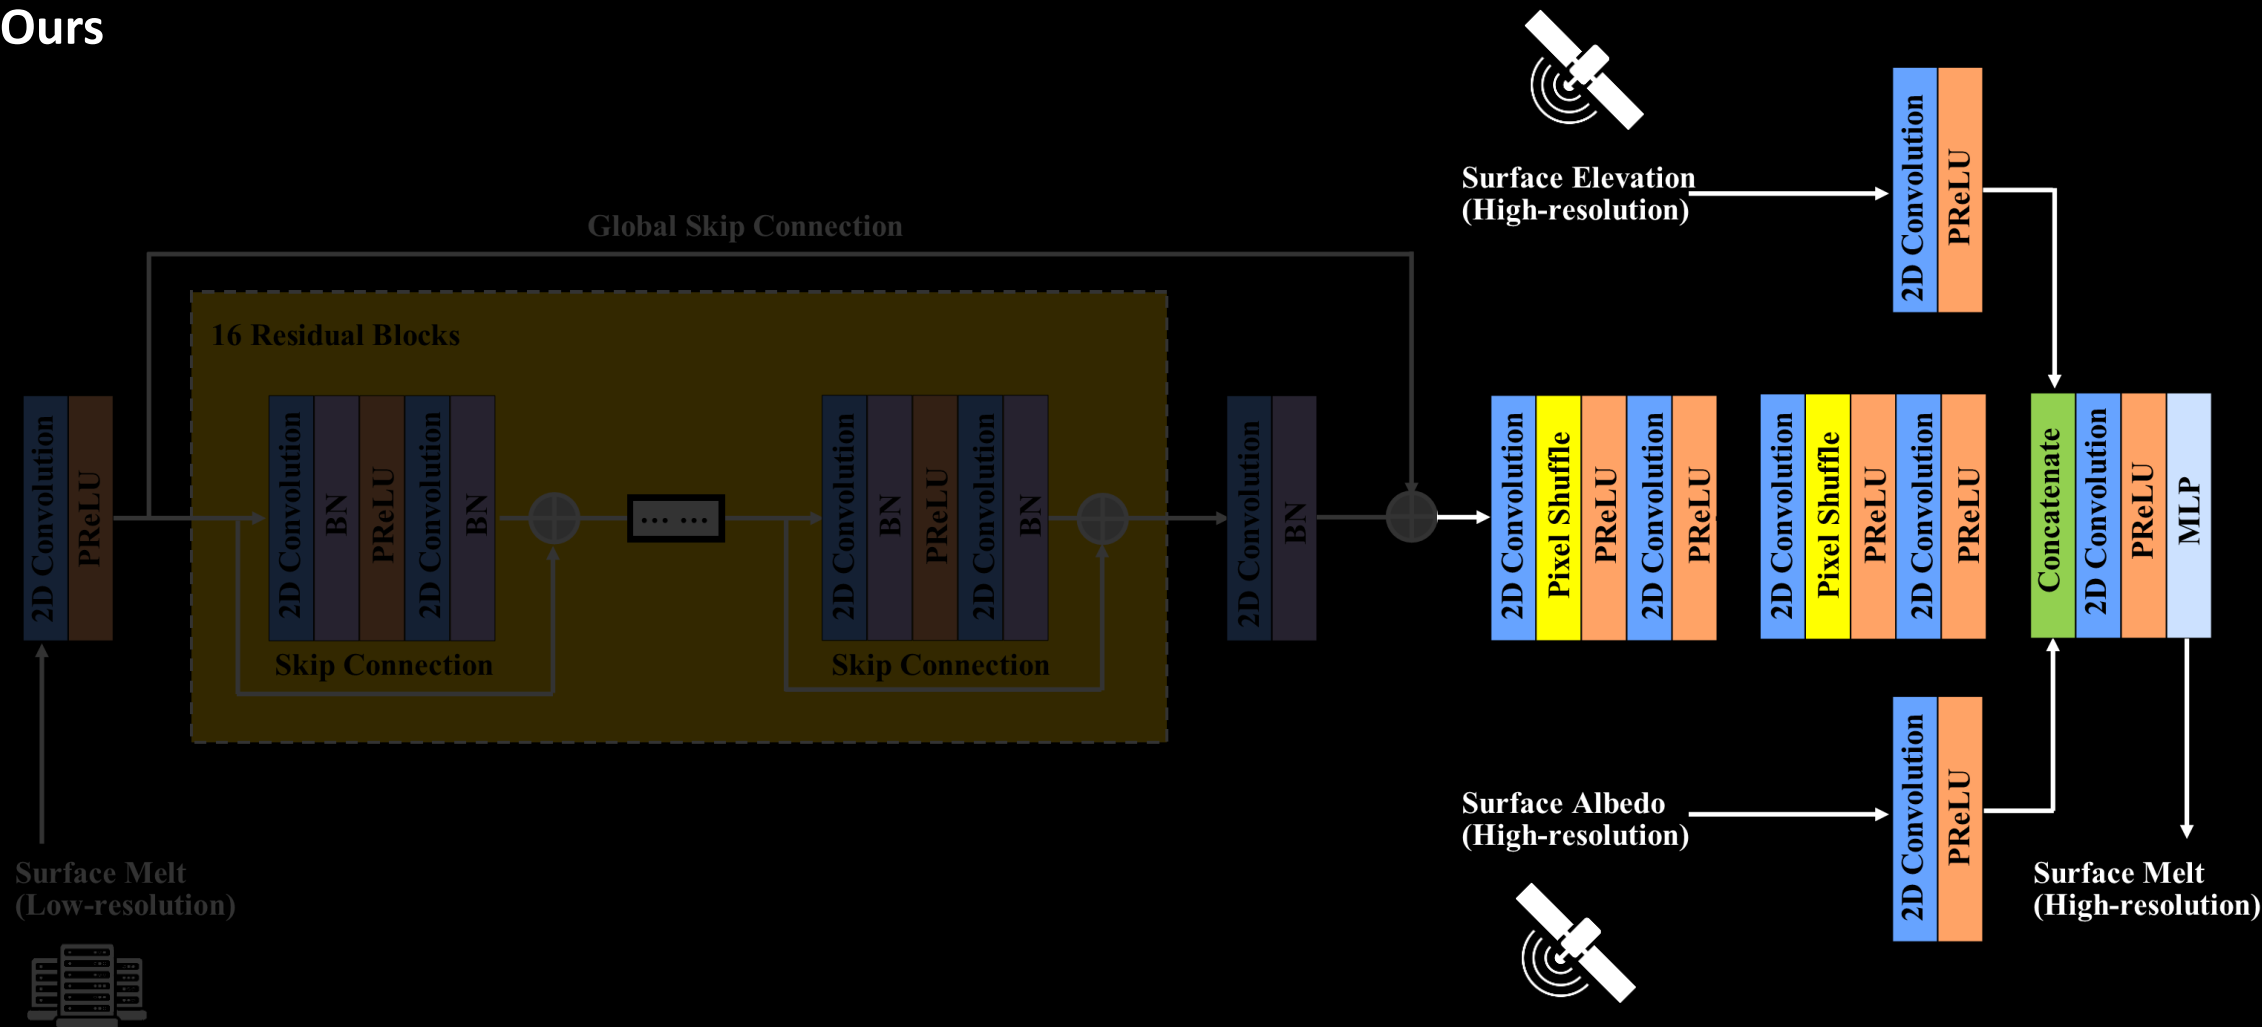 Ours
Surface Elevation
(High-resolution)
2D Convolution
PReLU
Global Skip Connection
16 Residual Blocks
2D Convolution
PReLU
2D Convolution
BN
PReLU
2D Convolution
BN
Skip Connection
... ...
2D Convolution
BN
PReLU
2D Convolution
BN
Skip Connection
2D Convolution
BN
2D Convolution
Pixel Shuffle
PReLU
2D Convolution
PReLU
2D Convolution
Pixel Shuffle
PReLU
2D Convolution
PReLU
Concatenate
2D Convolution
PReLU
MLP
Surface Albedo
(High-resolution)
2D Convolution
PReLU
Surface Melt
(Low-resolution)
Surface Melt
(High-resolution)